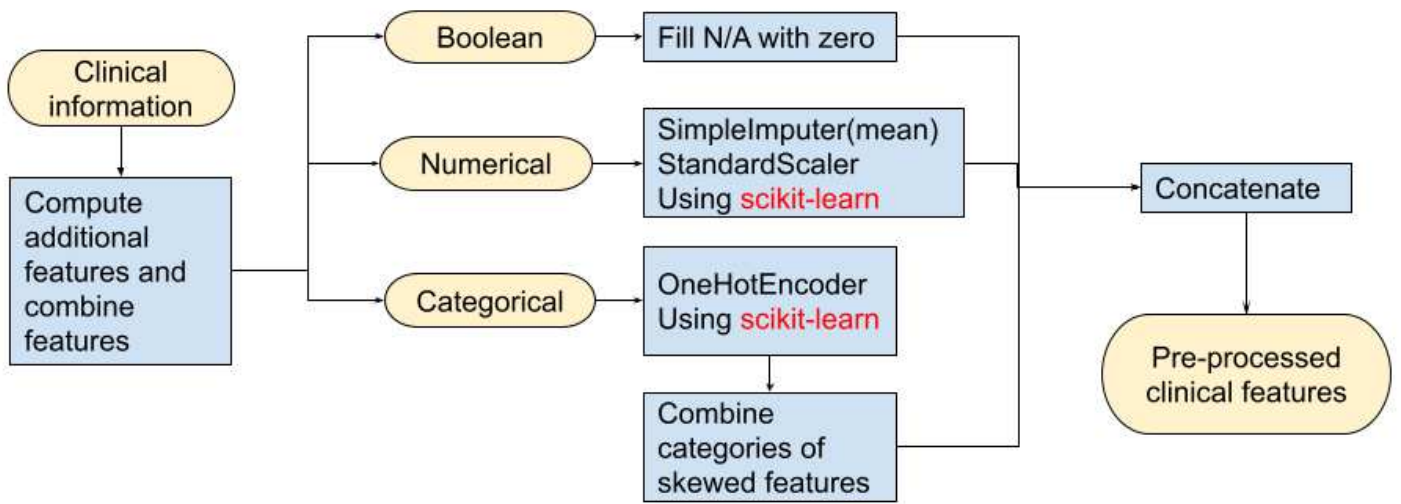 Clinical
information
Compute
additional
features and
combine
features
Boolean
Fill N/A with zero
Numerical
SimpleImputer(mean)
StandardScaler
Using scikit-learn
Categorical
OneHotEncoder
Using scikit-learn
Combine
categories of
skewed features
Concatenate
Pre-processed
clinical features